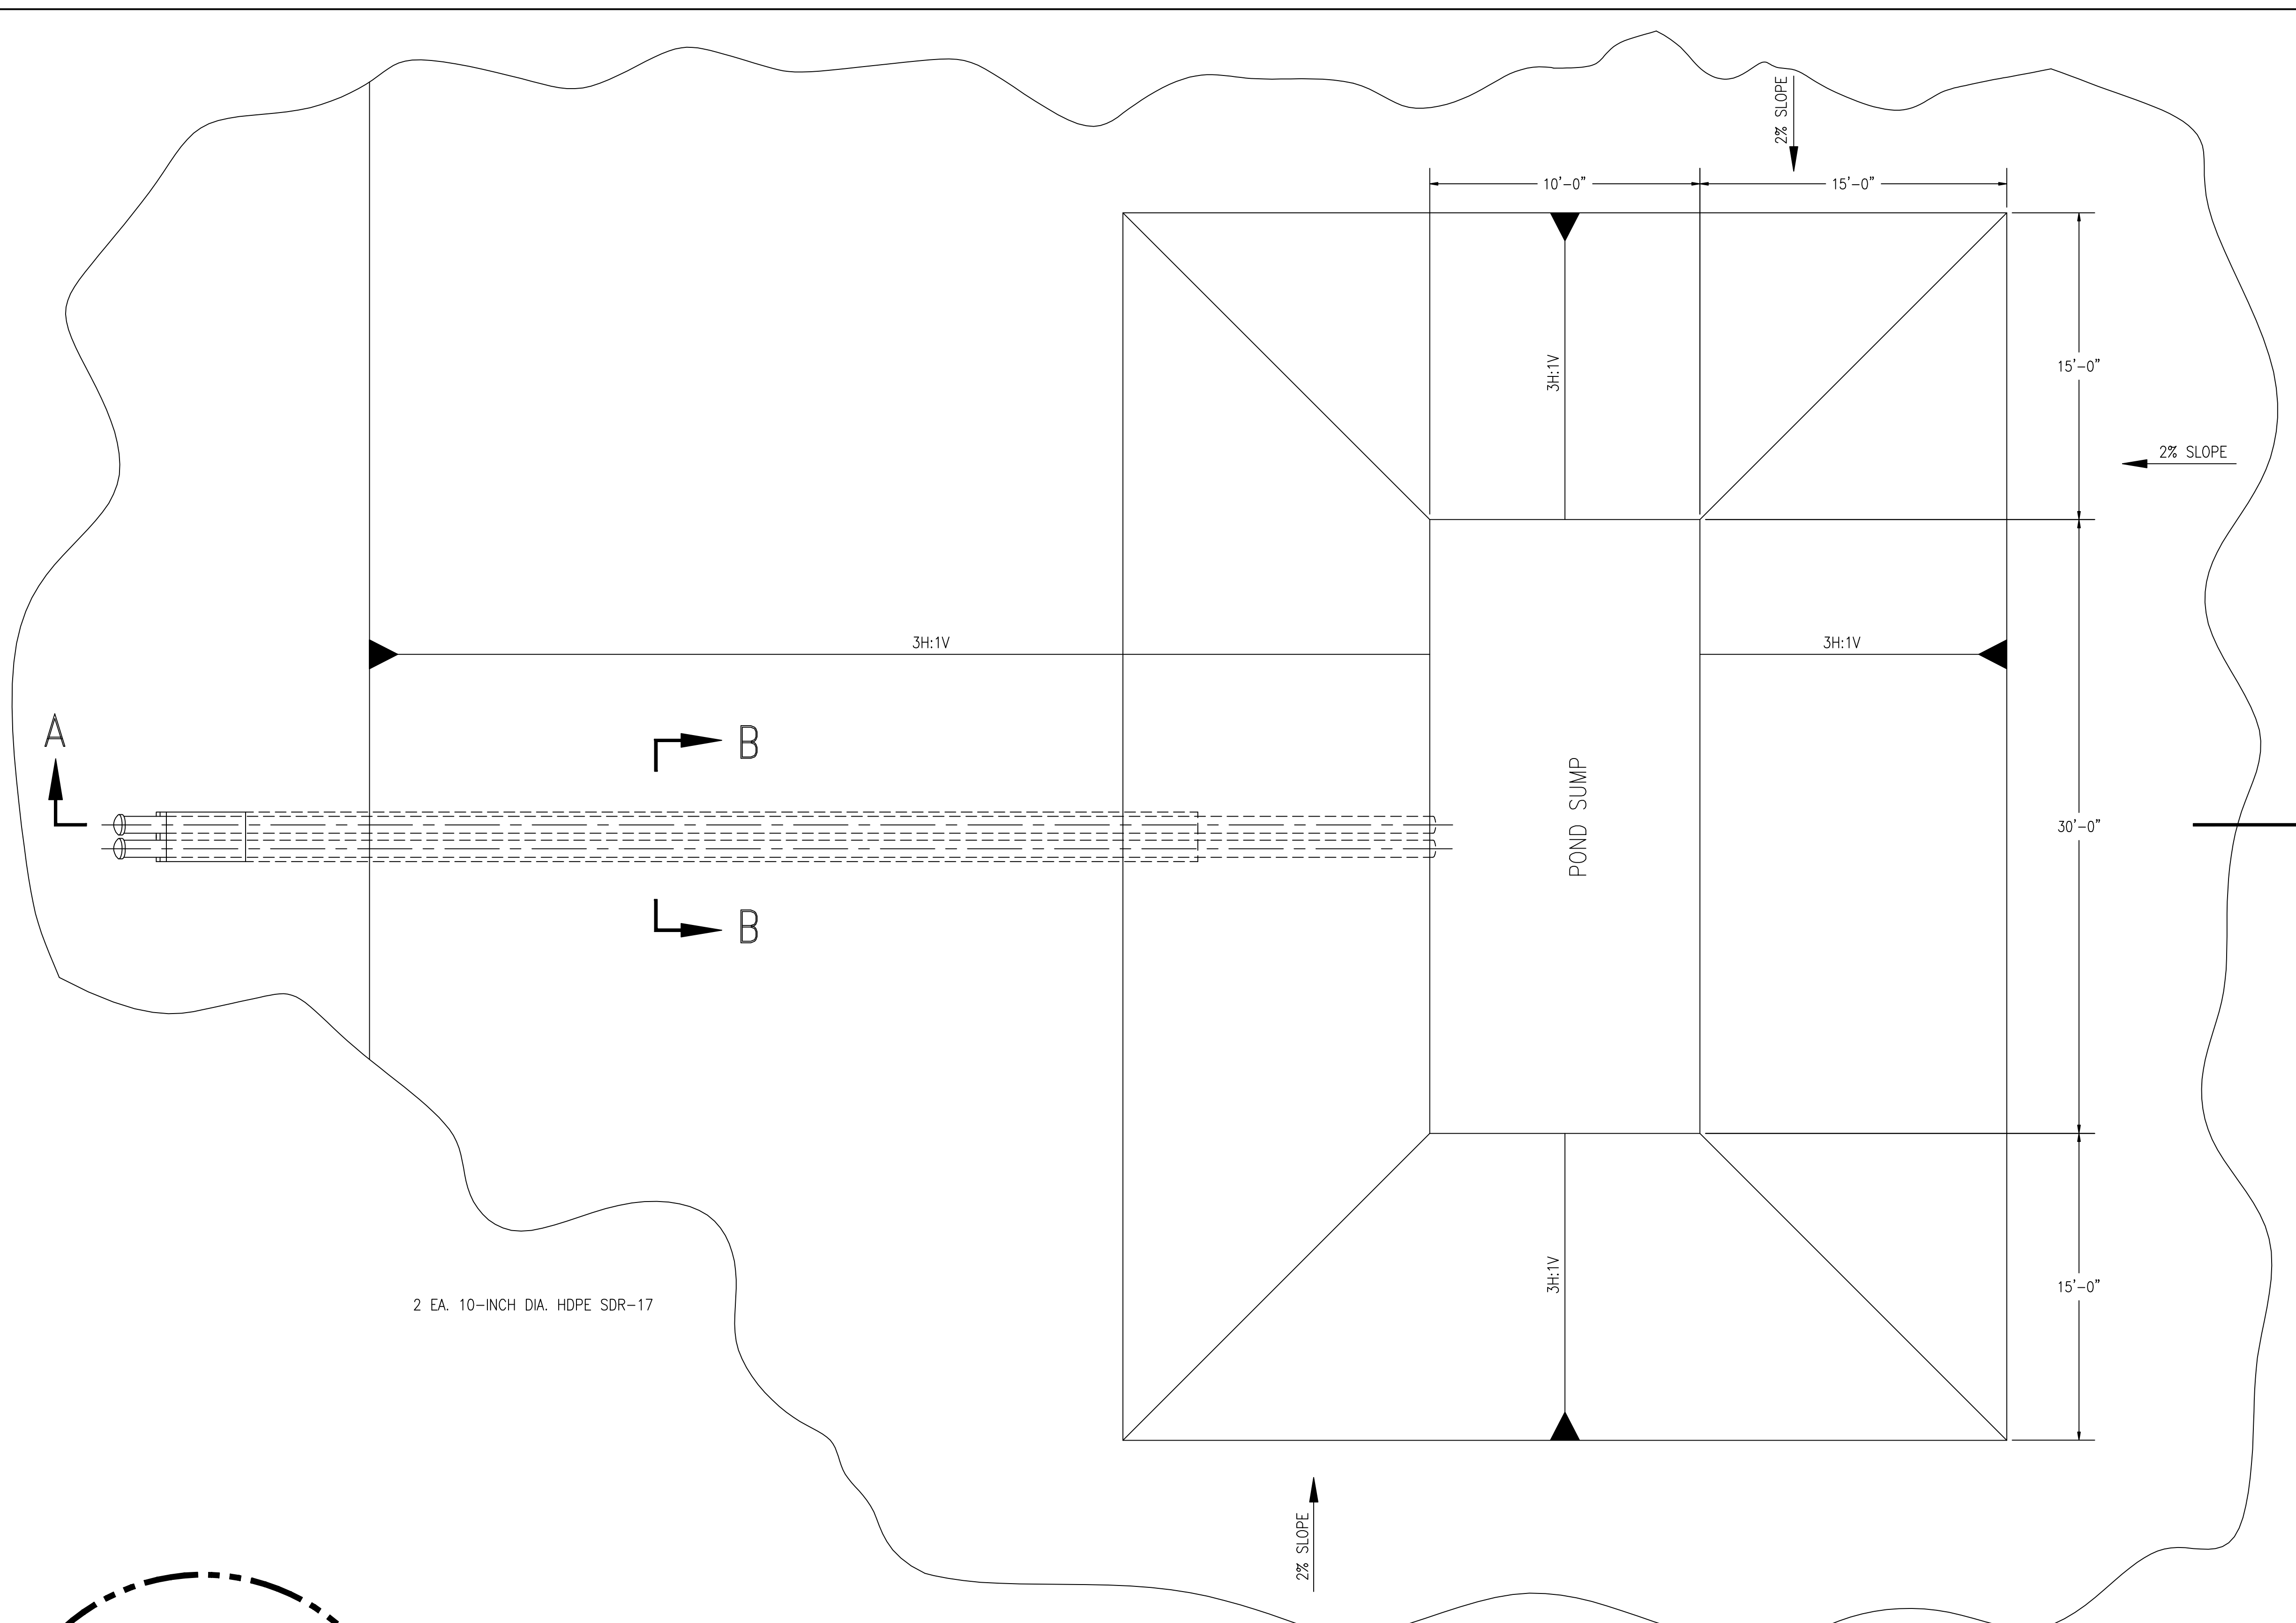 2% SLOPE
10'-0"
15'-0"
3H:1V
15'-0"
2% SLOPE
3H:1V
3H:1V
A
B
POND SUMP
30'-0"
B
3H:1V
15'-0"
2 EA. 10-INCH DIA. HDPE SDR-17
2% SLOPE